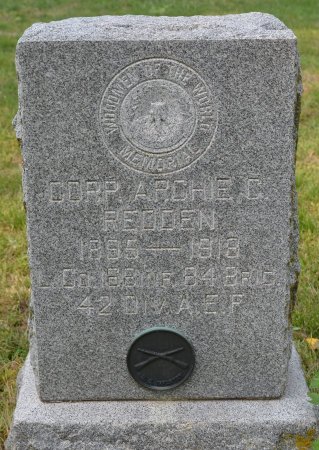 WOODMEN OF THE WORLD
MEMORIAL
CORP. ARCHIE. C.
REDDEN
1895 — 1918
L. CO. 168 INF. 84 BRIG
42 DIV. A.E.F.